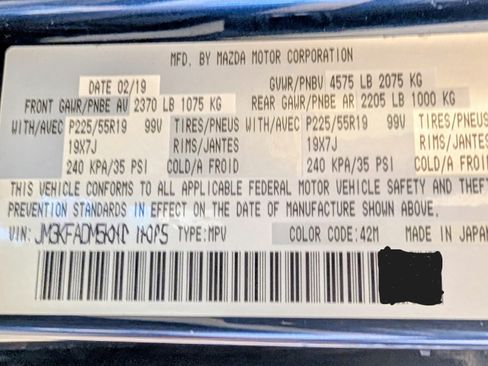 MFD. BY MAZDA MOTOR CORPORATION
DATE 02/19 GVWR/PNBV 4575 LB 2075 KG
FRONT GAWR/PNBE AV 2370 LB 1075 KG REAR GAWR/PNBE AR 2205 LB 1000 KG
WITH/AVEC P225/55R19 99V TIRES/PNEUS WITH/AVEC P225/55R19 99V TIRES/PNEUS
19X7J RIMS/JANTES 19X7J RIMS/JANTES
240 KPA/35 PSI COLD/A FROID 240 KPA/35 PSI COLD/A FROID
THIS VEHICLE CONFORMS TO ALL APPLICABLE FEDERAL MOTOR VEHICLE SAFETY AND THEFT
PREVENTION STANDARDS IN EFFECT ON THE DATE OF MANUFACTURE SHOWN ABOVE.
VIN: TYPE:MPV COLOR CODE:42M MADE IN JAPAN